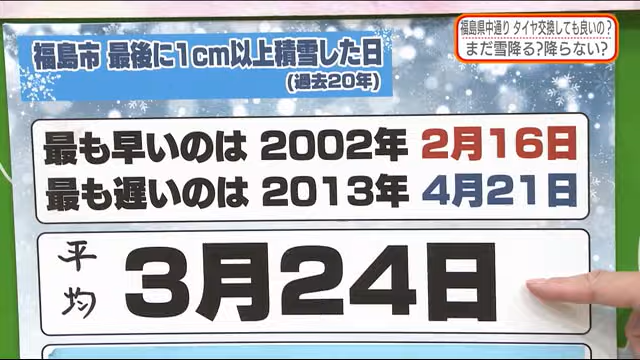 福島県中通り タイヤ交換しても良いの?
まだ雪降る?降らない?
福島市 最後に1cm以上積雪した日
(過去20年)
最も早いのは 2002年 2月16日
最も遅いのは 2013年 4月21日
平均
3月24日